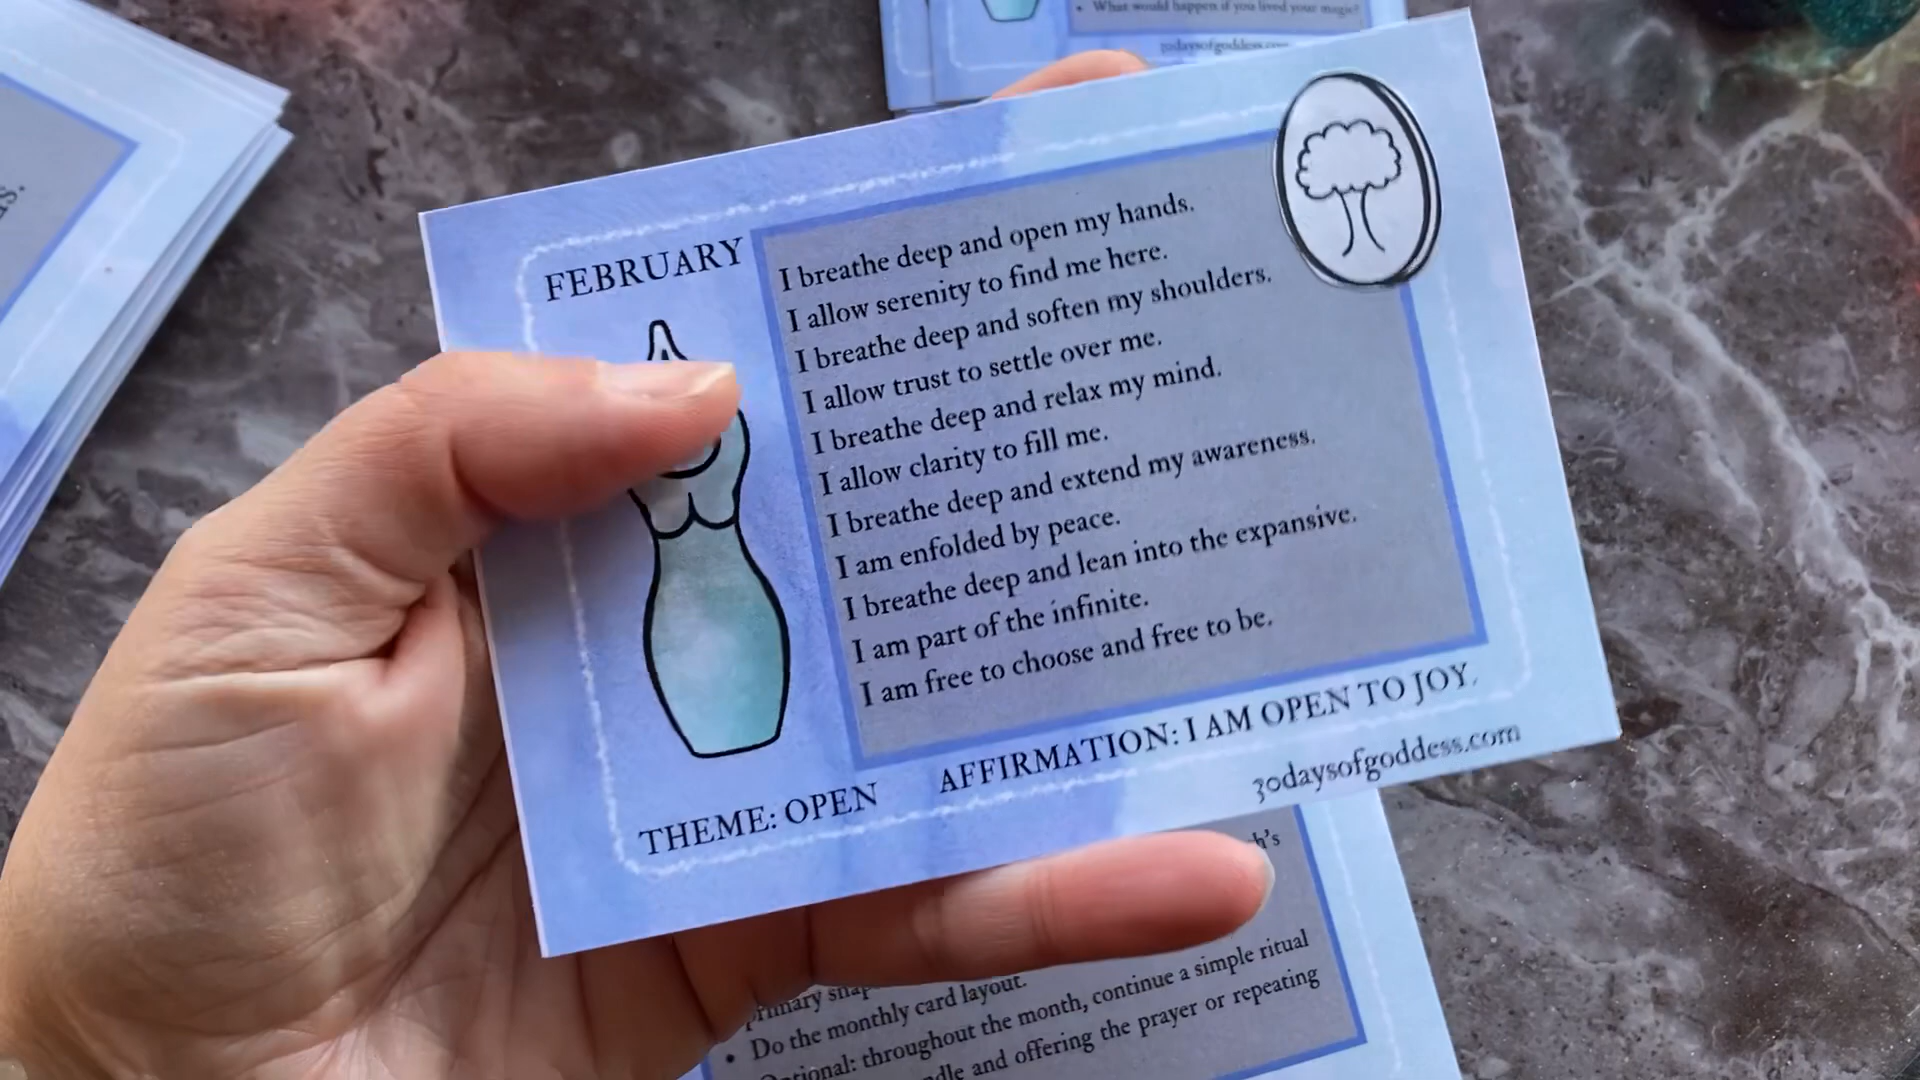 What would happen if you lived your magic?
30daysofgoddess.com
FEBRUARY
I breathe deep and open my hands.
I allow serenity to find me here.
I breathe deep and soften my shoulders.
I allow trust to settle over me.
I breathe deep and relax my mind.
I allow clarity to fill me.
I breathe deep and extend my awareness.
I am enfolded by peace.
I breathe deep and lean into the expansive.
I am part of the infinite.
I am free to choose and free to be.
THEME: OPEN
AFFIRMATION: I AM OPEN TO JOY.
30daysofgoddess.com
• Do the monthly card layout.
throughout the month, continue a simple ritual
and offering the prayer or repeating